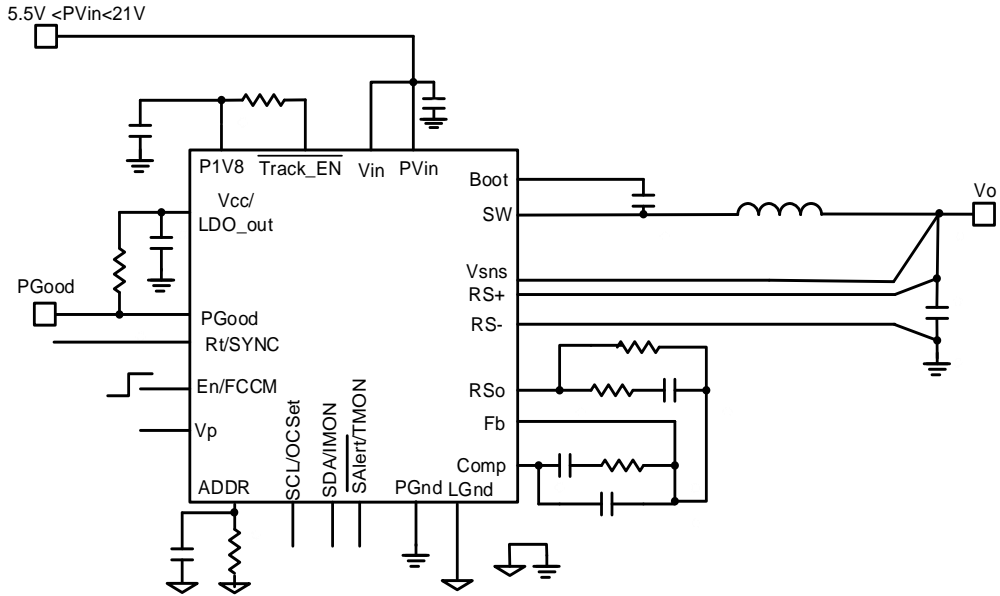 5.5V <PVin<21V
P1V8
Track_EN
Vin
PVin
Boot
Vcc/
LDO_out
SW
Vo
Vsns
RS+
PGood
PGood
RS-
Rt/SYNC
En/FCCM
RSo
Fb
Vp
Comp
SCL/OCSet
SDA/IMON
SAlert/TMON
ADDR
PGnd
LGnd